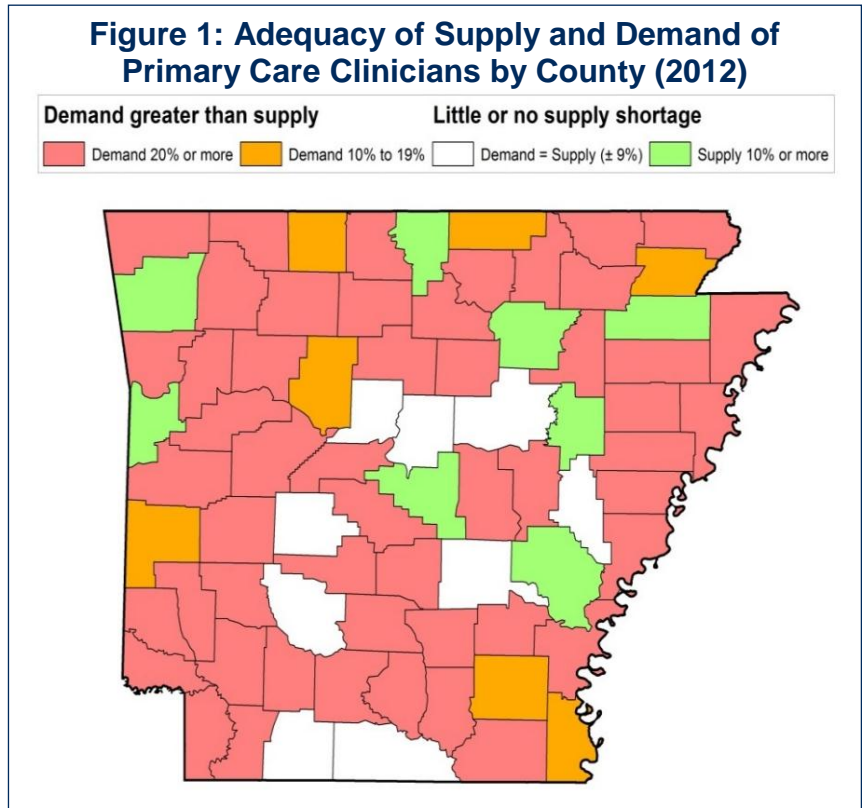 Figure 1: Adequacy of Supply and Demand of
Primary Care Clinicians by County (2012)
Demand greater than supply
Little or no supply shortage
Demand 20% or more
Demand 10% to 19%
Demand = Supply (± 9%)
Supply 10% or more